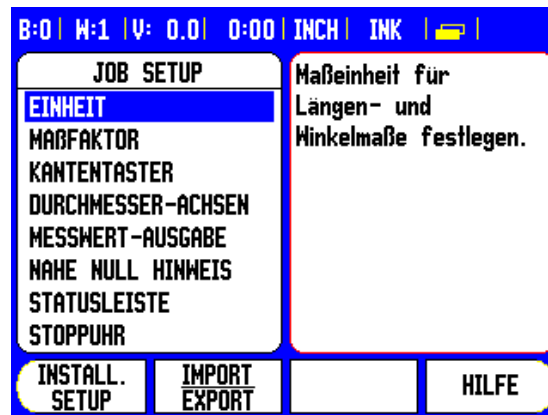 B:0| W:1 |V: 0.0| 0:00| INCH| INK | |
JOB SETUP
EINHEIT
MAßFAKTOR
KANTENTASTER
DURCHMESSER-ACHSEN
MESSWERT-AUSGABE
NAHE NULL HINWEIS
STATUSLEISTE
STOPPUHR
Maßeinheit für
Längen- und
Winkelmaße festlegen.
INSTALL.
SETUP
IMPORT
EXPORT
HILFE